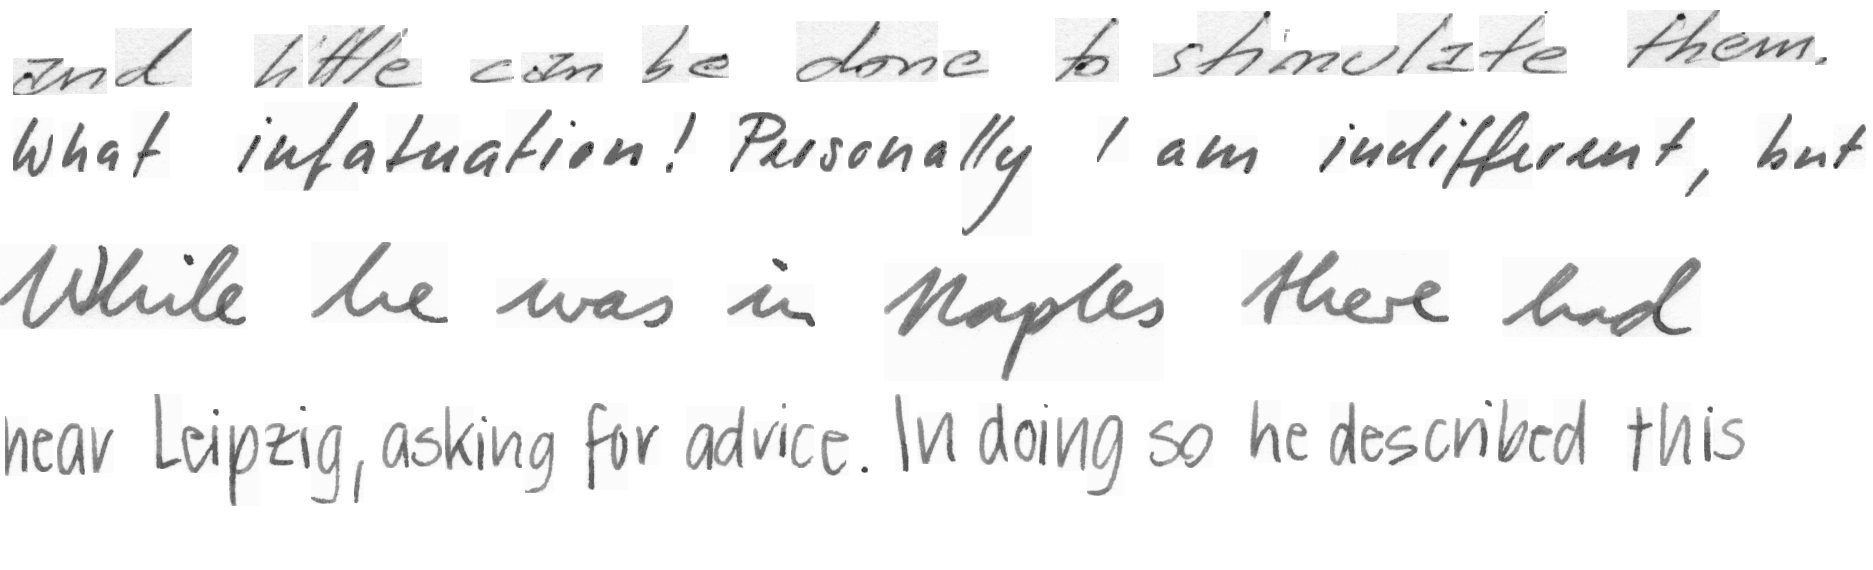 and little can be done to stimulate them.
What infatuation! Personally I am indifferent, but
While he was in Naples there had
near Leipzig, asking for advice. In doing so he described this